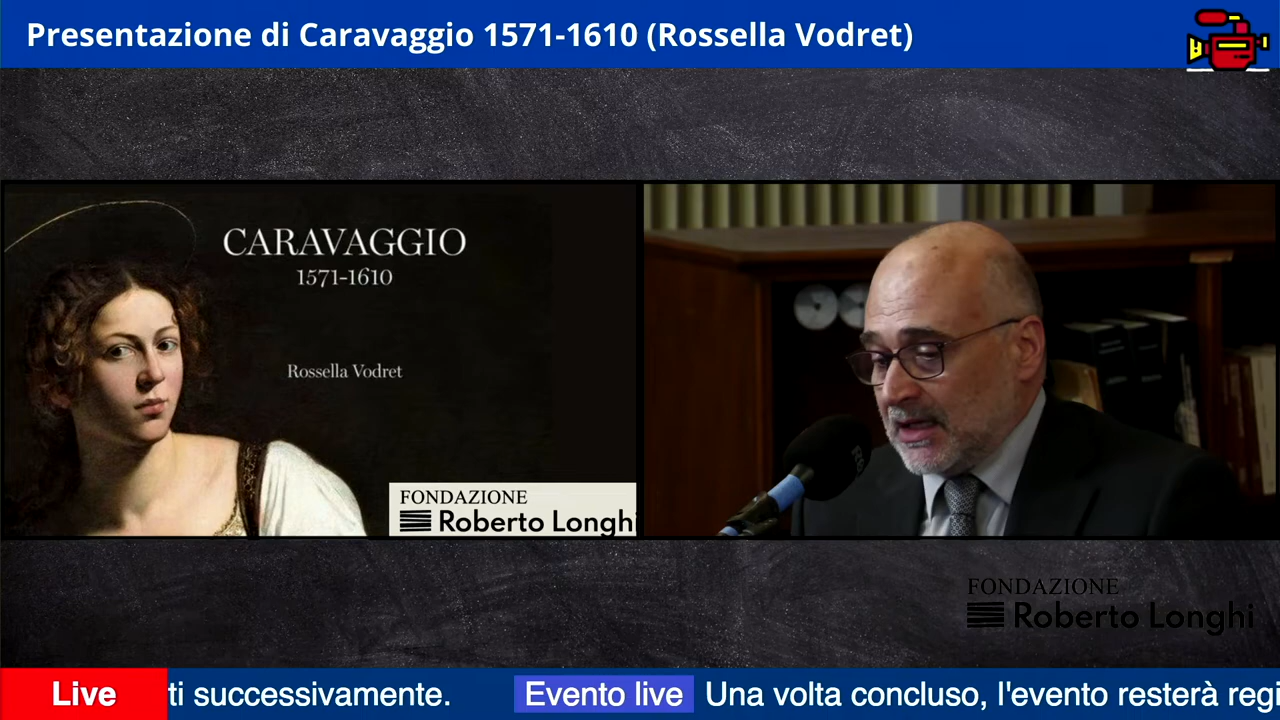 Presentazione di Caravaggio 1571-1610 (Rossella Vodret)
CARAVAGGIO
1571-1610
Rossella Vodret
FONDAZIONE
Roberto Longhi
FONDAZIONE
Roberto Longhi
Live
ti successivamente.
Evento live
Una volta concluso, l'evento resterà regi